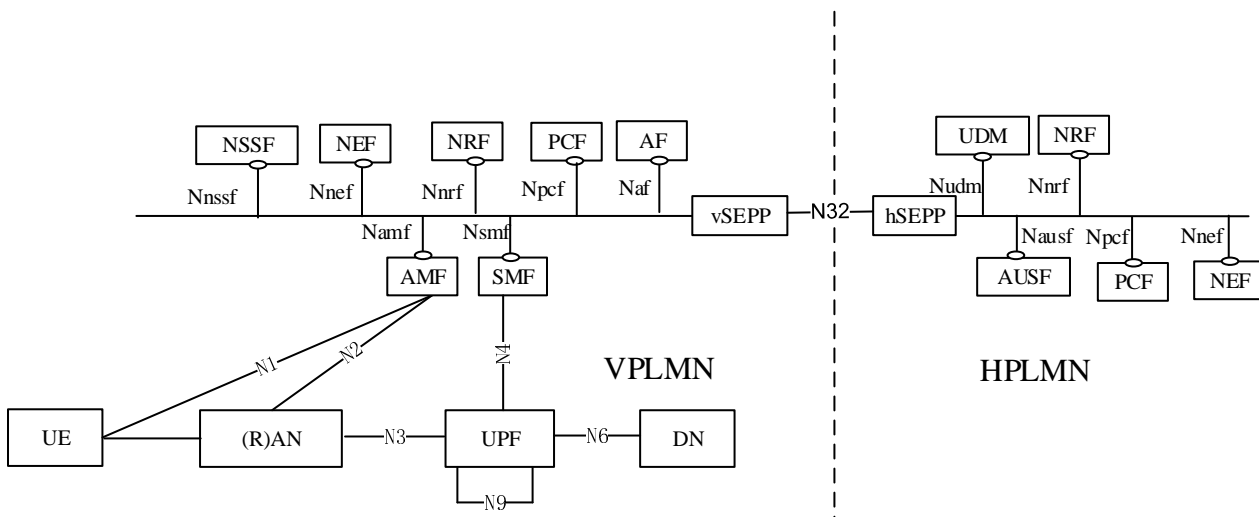 NSSF NEF NRF PCF AF UDM NRF
Nnssf Nnef Nnrf Npcf Naf Nudm Nnrf
vSEPP N32 hSEPP
Namf Nsmf Nausf Npcf Nnef
AMF SMF AUSF PCF NEF
N1 N2 N4
VPLMN HPLMN
UE (R)AN N3 UPF N6 DN
N9